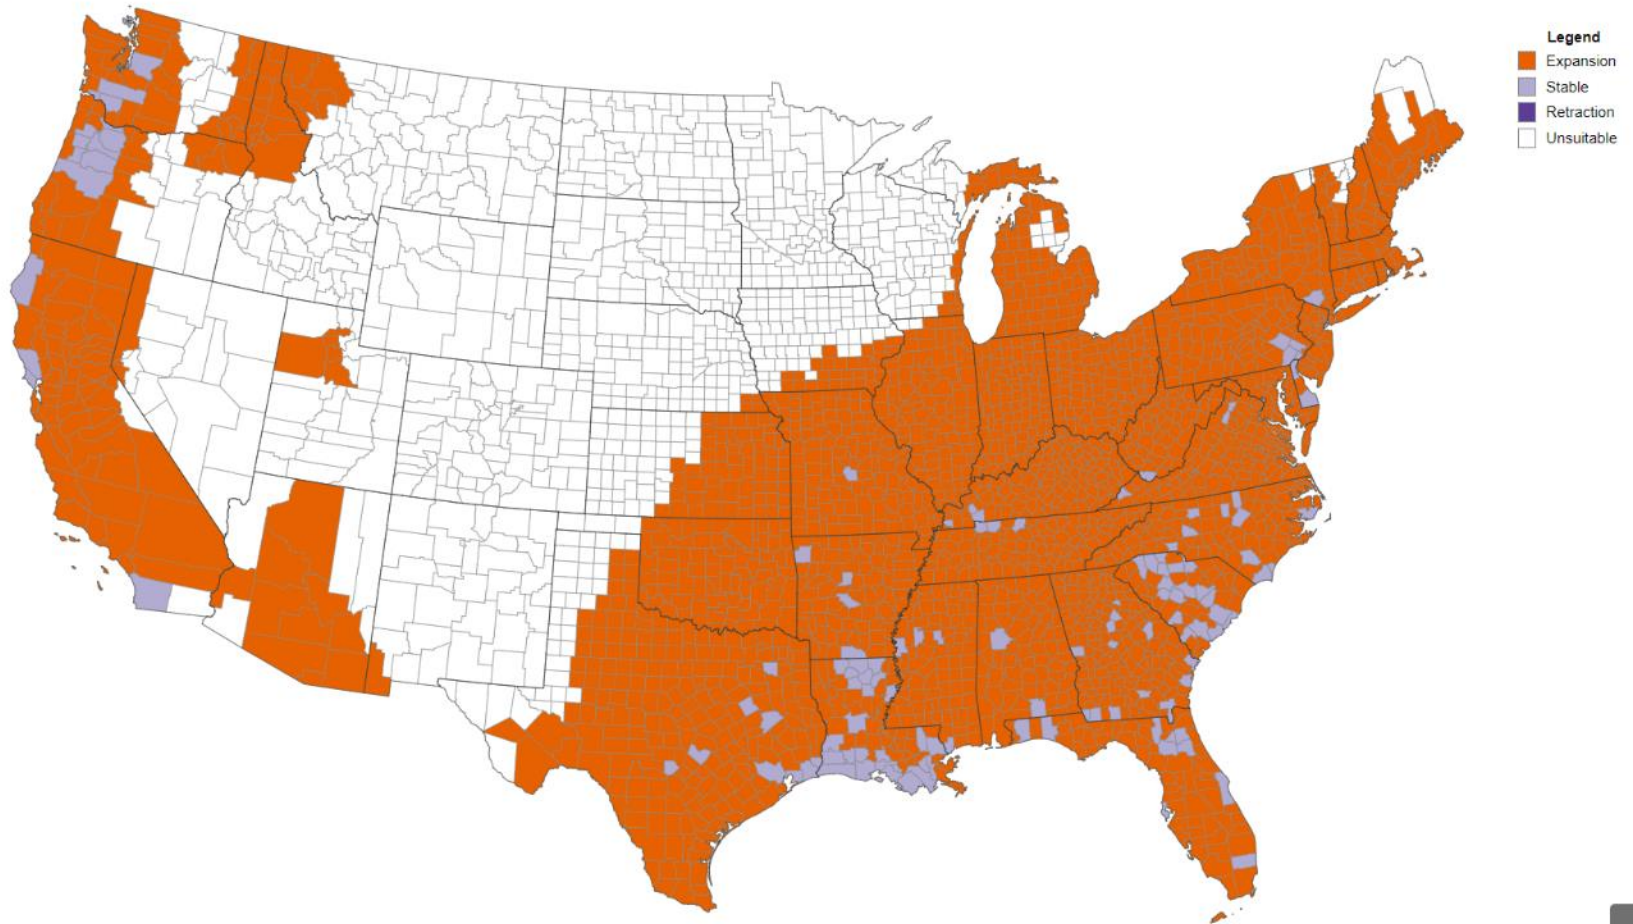 Legend
Expansion
Stable
Retraction
Unsuitable